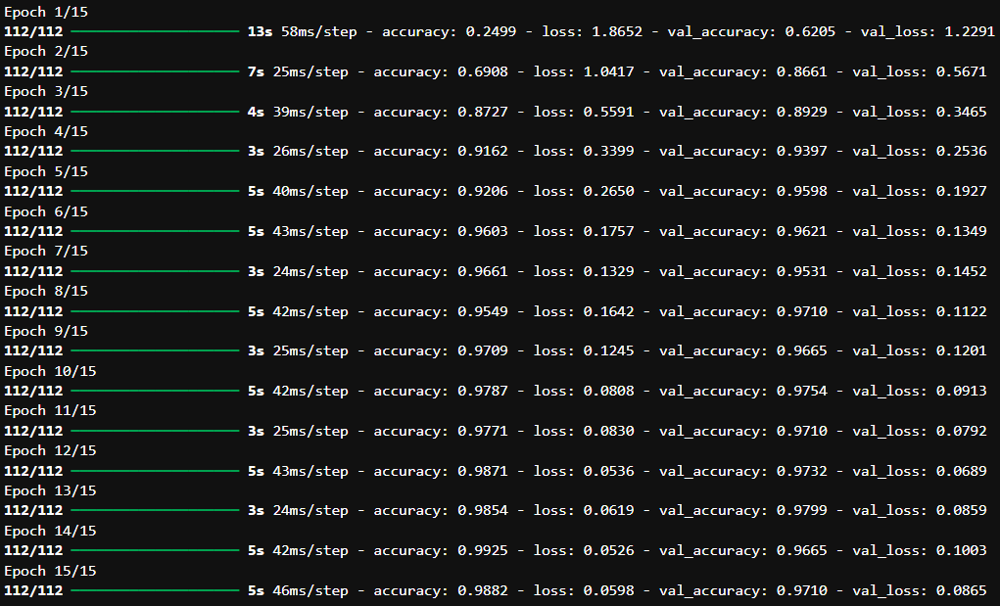 Epoch 1/15
112/112 ━━━━━━━━━━━━━━━━━━━━ 13s 58ms/step - accuracy: 0.2499 - loss: 1.8652 - val_accuracy: 0.6205 - val_loss: 1.2291
Epoch 2/15
112/112 ━━━━━━━━━━━━━━━━━━━━ 7s 25ms/step - accuracy: 0.6908 - loss: 1.0417 - val_accuracy: 0.8661 - val_loss: 0.5671
Epoch 3/15
112/112 ━━━━━━━━━━━━━━━━━━━━ 4s 39ms/step - accuracy: 0.8727 - loss: 0.5591 - val_accuracy: 0.8929 - val_loss: 0.3465
Epoch 4/15
112/112 ━━━━━━━━━━━━━━━━━━━━ 3s 26ms/step - accuracy: 0.9162 - loss: 0.3399 - val_accuracy: 0.9397 - val_loss: 0.2536
Epoch 5/15
112/112 ━━━━━━━━━━━━━━━━━━━━ 5s 40ms/step - accuracy: 0.9206 - loss: 0.2650 - val_accuracy: 0.9598 - val_loss: 0.1927
Epoch 6/15
112/112 ━━━━━━━━━━━━━━━━━━━━ 5s 43ms/step - accuracy: 0.9603 - loss: 0.1757 - val_accuracy: 0.9621 - val_loss: 0.1349
Epoch 7/15
112/112 ━━━━━━━━━━━━━━━━━━━━ 3s 24ms/step - accuracy: 0.9661 - loss: 0.1329 - val_accuracy: 0.9531 - val_loss: 0.1452
Epoch 8/15
112/112 ━━━━━━━━━━━━━━━━━━━━ 5s 42ms/step - accuracy: 0.9549 - loss: 0.1642 - val_accuracy: 0.9710 - val_loss: 0.1122
Epoch 9/15
112/112 ━━━━━━━━━━━━━━━━━━━━ 3s 25ms/step - accuracy: 0.9709 - loss: 0.1245 - val_accuracy: 0.9665 - val_loss: 0.1201
Epoch 10/15
112/112 ━━━━━━━━━━━━━━━━━━━━ 5s 42ms/step - accuracy: 0.9787 - loss: 0.0808 - val_accuracy: 0.9754 - val_loss: 0.0913
Epoch 11/15
112/112 ━━━━━━━━━━━━━━━━━━━━ 3s 25ms/step - accuracy: 0.9771 - loss: 0.0830 - val_accuracy: 0.9710 - val_loss: 0.0792
Epoch 12/15
112/112 ━━━━━━━━━━━━━━━━━━━━ 5s 43ms/step - accuracy: 0.9871 - loss: 0.0536 - val_accuracy: 0.9732 - val_loss: 0.0689
Epoch 13/15
112/112 ━━━━━━━━━━━━━━━━━━━━ 3s 24ms/step - accuracy: 0.9854 - loss: 0.0619 - val_accuracy: 0.9799 - val_loss: 0.0859
Epoch 14/15
112/112 ━━━━━━━━━━━━━━━━━━━━ 5s 42ms/step - accuracy: 0.9925 - loss: 0.0526 - val_accuracy: 0.9665 - val_loss: 0.1003
Epoch 15/15
112/112 ━━━━━━━━━━━━━━━━━━━━ 5s 46ms/step - accuracy: 0.9882 - loss: 0.0598 - val_accuracy: 0.9710 - val_loss: 0.0865